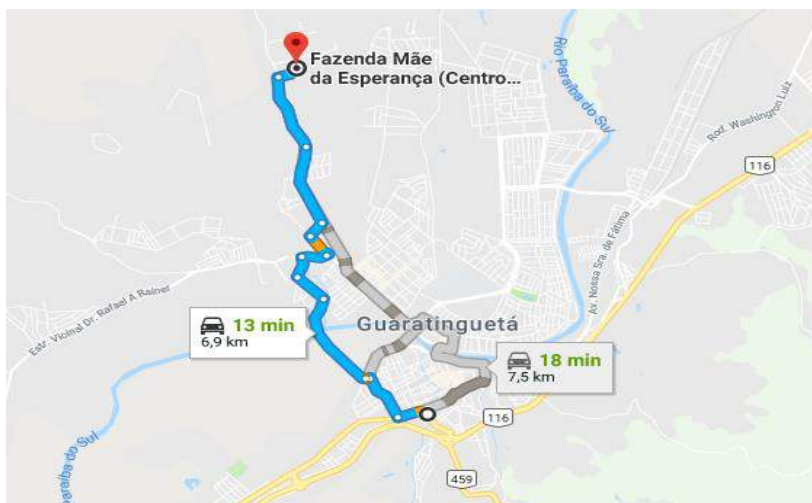 Fazenda Mãe
da Esperança (Centro...
Rio Paraíba do Sul
Rod. Washington Luiz
116
Av. Nossa Sra. de Fátima
Estr. Vicinal Dr. Rafael A Rainer
13 min
6,9 km
Guaratinguetá
18 min
7,5 km
116
459
Rio Paraíba do Sul